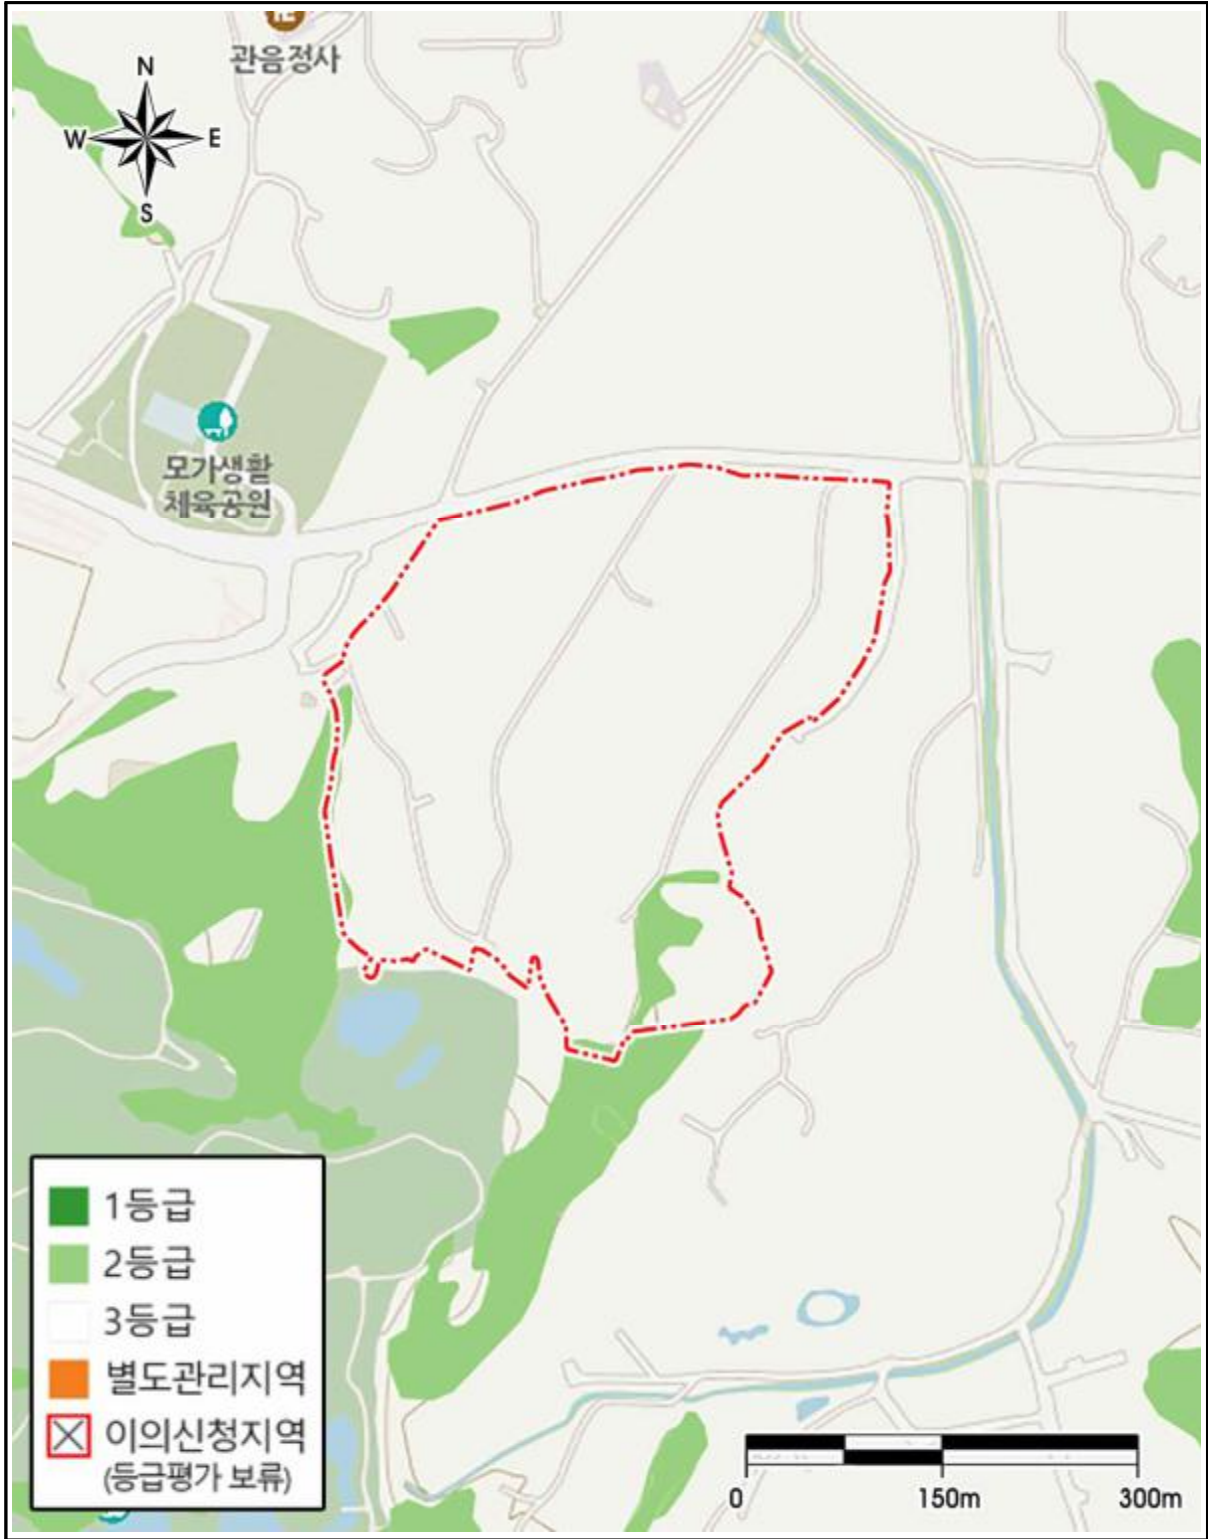 관음정사
N
W
E
S
모가생활
체육공원
1등급
2등급
3등급
별도관리지역
이의신청지역
(등급평가 보류)
0
150m
300m